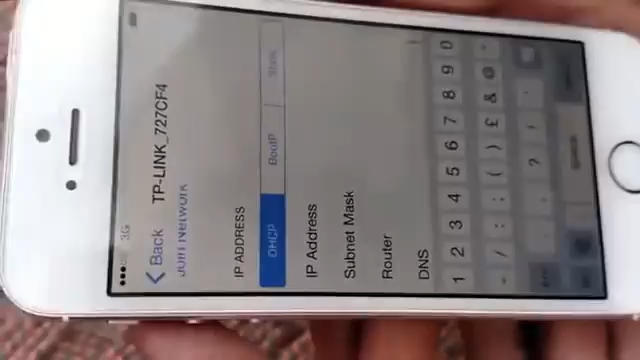 3G
Back TP-LINK_727CF4
Join Network
IP ADDRESS
DHCP BootP Static
IP Address
Subnet Mask
Router
DNS
1 2 3 4 5 6 7 8 9 0
- / : ; ( ) £ & @ "
. , ? ! '